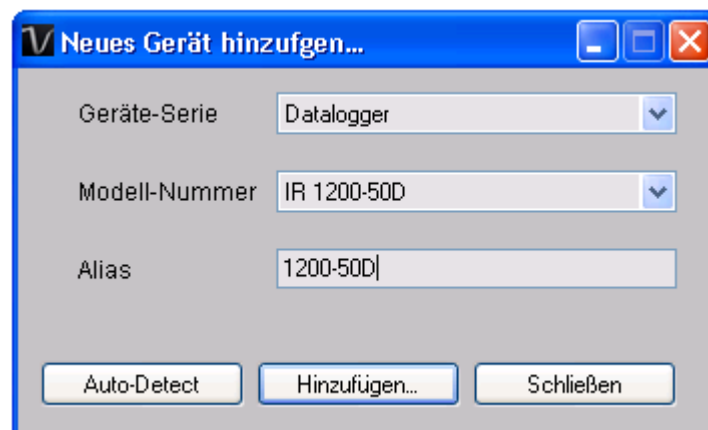 Neues Gerät hinzufgen...
Geräte-Serie Datalogger
Modell-Nummer IR 1200-50D
Alias 1200-50D
Auto-Detect Hinzufügen... Schließen